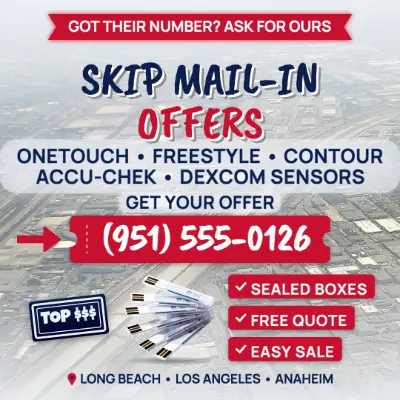 GOT THEIR NUMBER? ASK FOR OURS
SKIP MAIL-IN
OFFERS
ONETOUCH • FREESTYLE • CONTOUR
ACCU-CHEK • DEXCOM SENSORS
GET YOUR OFFER
(951) 555-0126
TOP $$$
SEALED BOXES
FREE QUOTE
EASY SALE
LONG BEACH • LOS ANGELES • ANAHEIM